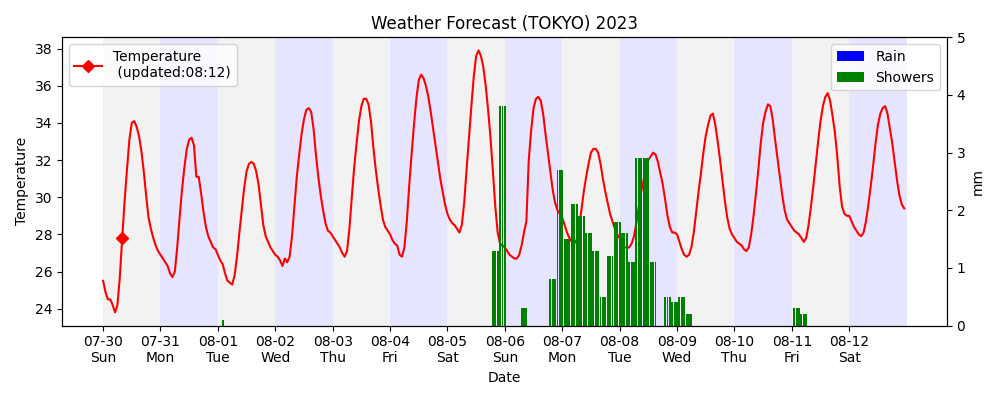 Weather Forecast (TOKYO) 2023
Temperature
(updated:08:12)
Rain
Showers
38
36
34
32
30
28
26
24
Temperature
5
4
3
2
1
0
mm
07-30 07-31 08-01 08-02 08-03 08-04 08-05 08-06 08-07 08-08 08-09 08-10 08-11 08-12
Sun Mon Tue Wed Thu Fri Sat Sun Mon Tue Wed Thu Fri Sat
Date